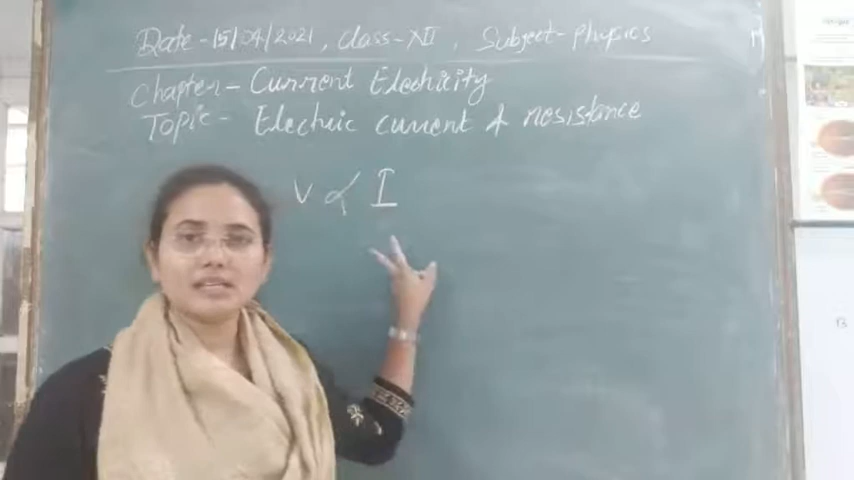 Date - 15/04/2021, class - XII, Subject - physics
Chapter - Current Electricity
Topic - Electric current & resistance
V ∝ I